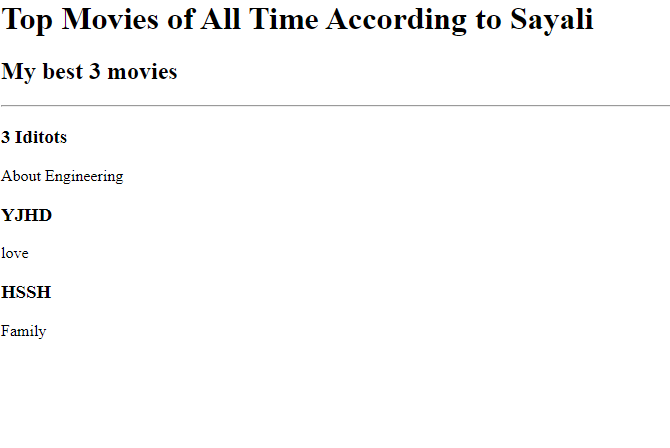 Top Movies of All Time According to Sayali
My best 3 movies
3 Iditots
About Engineering
YJHD
love
HSSH
Family